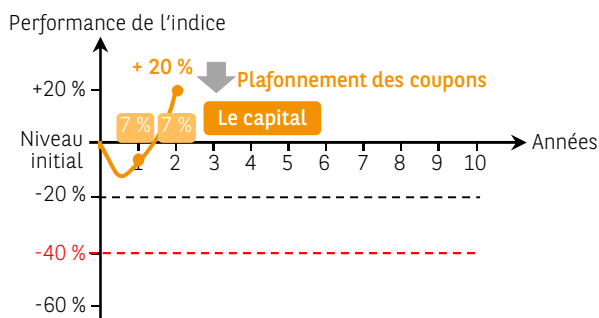 Performance de l'indice
+ 20 %
Plafonnement des coupons
+20 %
7 % 7 %
Le capital
Niveau
initial
1 2 3 4 5 6 7 8 9 10
Années
-20 %
-40 %
-60 %